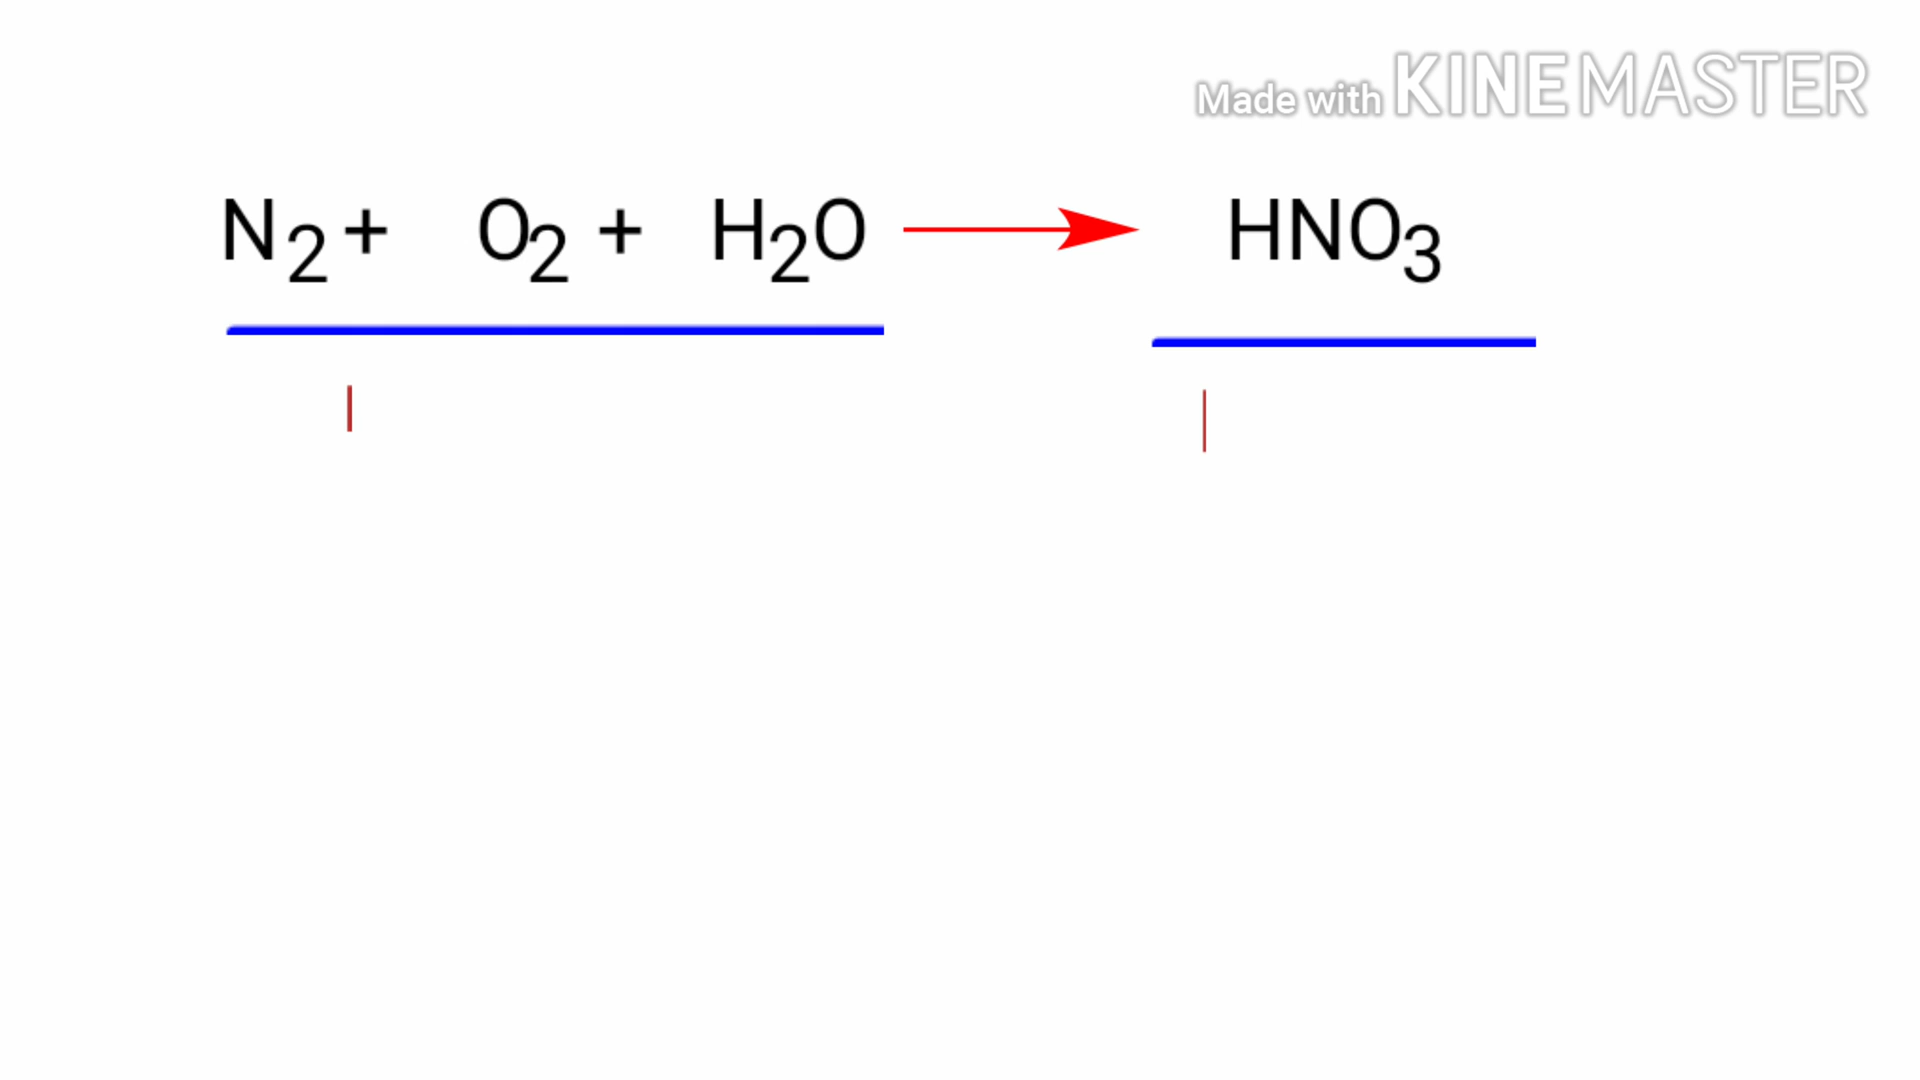 Made with KINEMASTER
N2 + O2 + H2O → HNO3